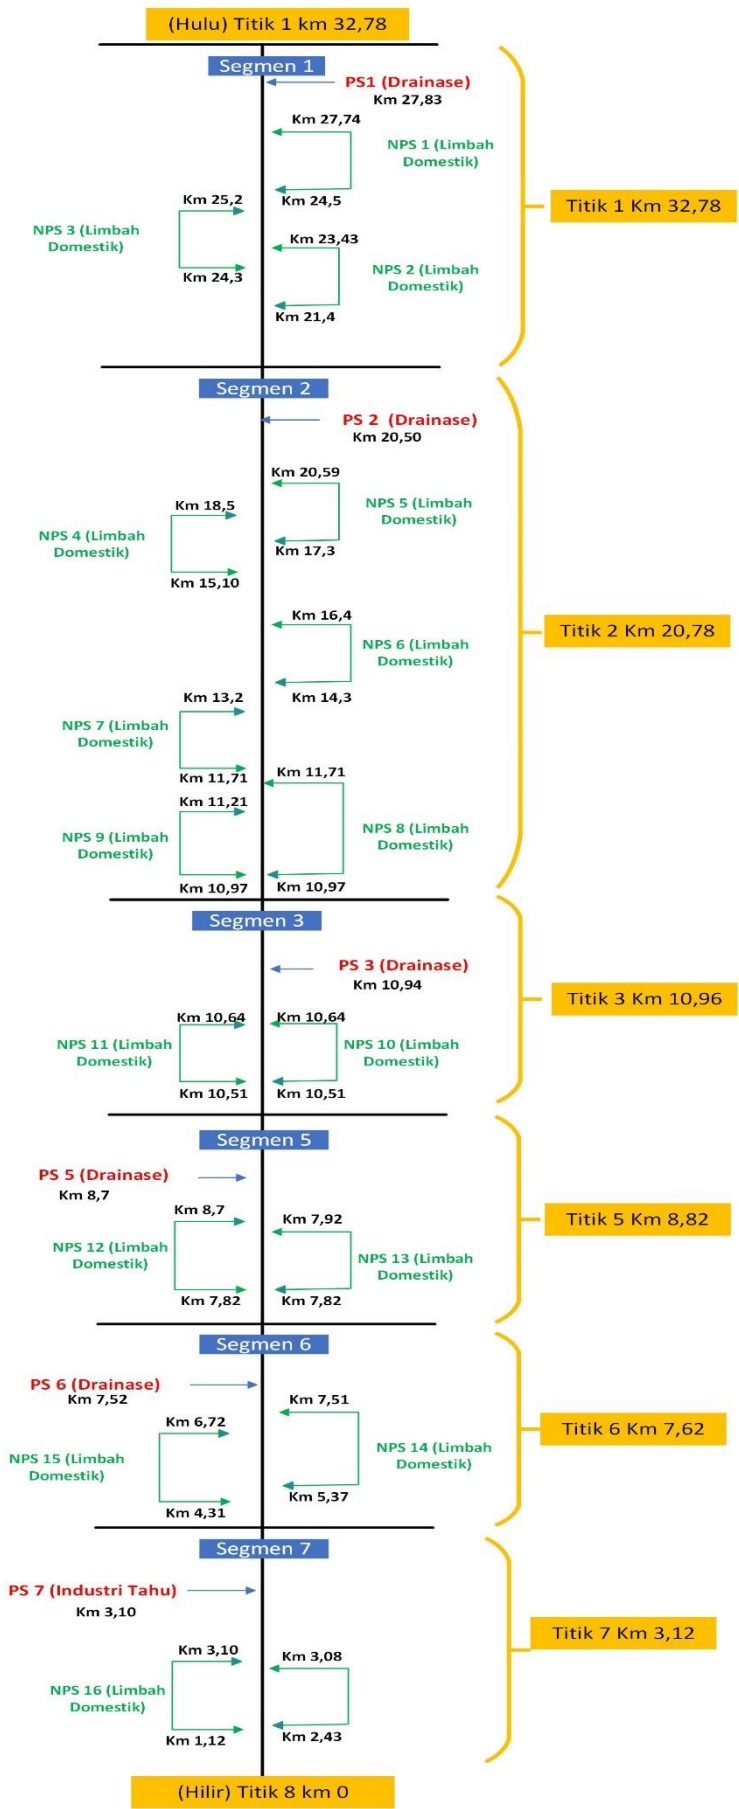 (Hulu) Titik 1 km 32,78
Segmen 1
PS1 (Drainase)
Km 27,83
Km 27,74
NPS 1 (Limbah
Domestik)
Km 24,5
Km 25,2
NPS 3 (Limbah
Domestik)
Km 24,3
Km 23,43
NPS 2 (Limbah
Domestik)
Km 21,4
Titik 1 Km 32,78
Segmen 2
PS 2 (Drainase)
Km 20,50
Km 20,59
NPS 5 (Limbah
Domestik)
Km 17,3
Km 18,5
NPS 4 (Limbah
Domestik)
Km 15,10
Km 16,4
NPS 6 (Limbah
Domestik)
Km 14,3
Km 13,2
NPS 7 (Limbah
Domestik)
Km 11,71
Km 11,71
NPS 8 (Limbah
Domestik)
Km 10,97
Km 11,21
NPS 9 (Limbah
Domestik)
Km 10,97
Titik 2 Km 20,78
Segmen 3
PS 3 (Drainase)
Km 10,94
Km 10,64
NPS 11 (Limbah
Domestik)
Km 10,51
Km 10,64
NPS 10 (Limbah
Domestik)
Km 10,51
Titik 3 Km 10,96
Segmen 5
PS 5 (Drainase)
Km 8,7
Km 8,7
NPS 12 (Limbah
Domestik)
Km 7,82
Km 7,92
NPS 13 (Limbah
Domestik)
Km 7,82
Titik 5 Km 8,82
Segmen 6
PS 6 (Drainase)
Km 7,52
Km 7,51
NPS 14 (Limbah
Domestik)
Km 5,37
Km 6,72
NPS 15 (Limbah
Domestik)
Km 4,31
Titik 6 Km 7,62
Segmen 7
PS 7 (Industri Tahu)
Km 3,10
Km 3,10
NPS 16 (Limbah
Domestik)
Km 1,12
Km 3,08
Km 2,43
Titik 7 Km 3,12
(Hilir) Titik 8 km 0